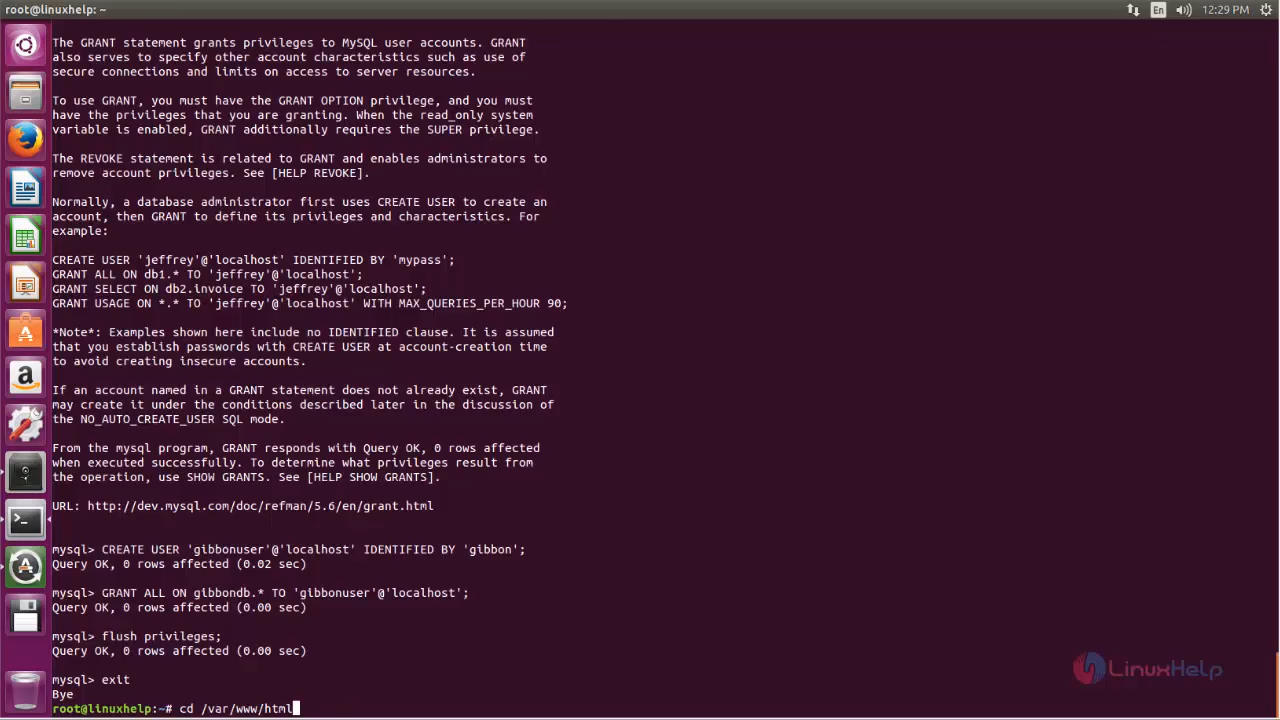 root@linuxhelp: ~
En
12:29 PM
The GRANT statement grants privileges to MySQL user accounts. GRANT
also serves to specify other account characteristics such as use of
secure connections and limits on access to server resources.
To use GRANT, you must have the GRANT OPTION privilege, and you must
have the privileges that you are granting. When the read_only system
variable is enabled, GRANT additionally requires the SUPER privilege.
The REVOKE statement is related to GRANT and enables administrators to
remove account privileges. See [HELP REVOKE].
Normally, a database administrator first uses CREATE USER to create an
account, then GRANT to define its privileges and characteristics. For
example:
CREATE USER 'jeffrey'@'localhost' IDENTIFIED BY 'mypass';
GRANT ALL ON db1.* TO 'jeffrey'@'localhost';
GRANT SELECT ON db2.invoice TO 'jeffrey'@'localhost';
GRANT USAGE ON *.* TO 'jeffrey'@'localhost' WITH MAX_QUERIES_PER_HOUR 90;
*Note*: Examples shown here include no IDENTIFIED clause. It is assumed
that you establish passwords with CREATE USER at account-creation time
to avoid creating insecure accounts.
If an account named in a GRANT statement does not already exist, GRANT
may create it under the conditions described later in the discussion of
the NO_AUTO_CREATE_USER SQL mode.
From the mysql program, GRANT responds with Query OK, 0 rows affected
when executed successfully. To determine what privileges result from
the operation, use SHOW GRANTS. See [HELP SHOW GRANTS].
URL: http://dev.mysql.com/doc/refman/5.6/en/grant.html
mysql> CREATE USER 'gibbonuser'@'localhost' IDENTIFIED BY 'gibbon';
Query OK, 0 rows affected (0.02 sec)
mysql> GRANT ALL ON gibbondb.* TO 'gibbonuser'@'localhost';
Query OK, 0 rows affected (0.00 sec)
mysql> flush privileges;
Query OK, 0 rows affected (0.00 sec)
mysql> exit
Bye
root@linuxhelp:~# cd /var/www/html
LinuxHelp